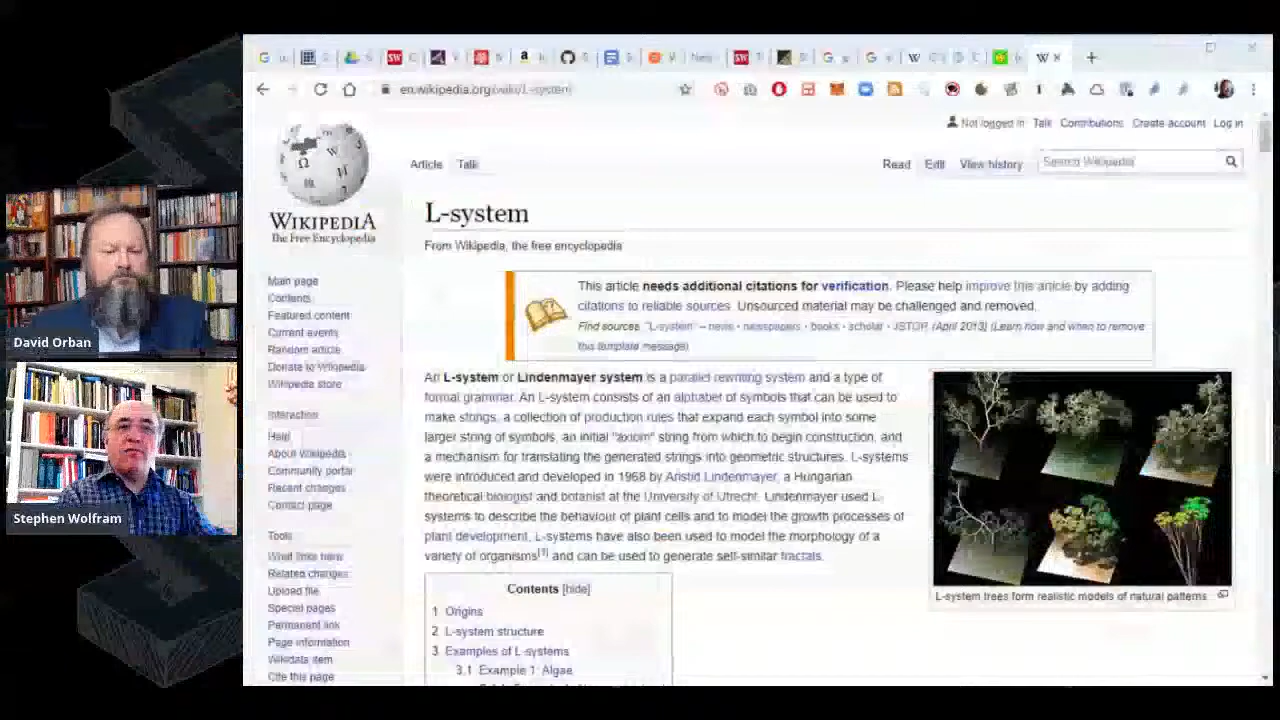 en.wikipedia.org/wiki/L-system
Not logged in Talk Contributions Create account Log in
Article Talk
Read Edit View history Search Wikipedia
WIKIPEDIA
The Free Encyclopedia
L-system
From Wikipedia, the free encyclopedia
This article needs additional citations for verification. Please help improve this article by adding
citations to reliable sources. Unsourced material may be challenged and removed.
Find sources: "L-system" – news · newspapers · books · scholar · JSTOR (April 2013) (Learn how and when to remove
this template message)
Main page
Contents
Featured content
Current events
Random article
Donate to Wikipedia
Wikipedia store
Interaction
Help
About Wikipedia
Community portal
Recent changes
Contact page
Tools
What links here
Related changes
Upload file
Special pages
Permanent link
Page information
Wikidata item
Cite this page
An L-system or Lindenmayer system is a parallel rewriting system and a type of
formal grammar. An L-system consists of an alphabet of symbols that can be used to
make strings, a collection of production rules that expand each symbol into some
larger string of symbols, an initial "axiom" string from which to begin construction, and
a mechanism for translating the generated strings into geometric structures. L-systems
were introduced and developed in 1968 by Aristid Lindenmayer, a Hungarian
theoretical biologist and botanist at the University of Utrecht. Lindenmayer used L-
systems to describe the behaviour of plant cells and to model the growth processes of
plant development. L-systems have also been used to model the morphology of a
variety of organisms[1] and can be used to generate self-similar fractals.
L-system trees form realistic models of natural patterns
Contents [hide]
1 Origins
2 L-system structure
3 Examples of L-systems
3.1 Example 1: Algae
David Orban
Stephen Wolfram